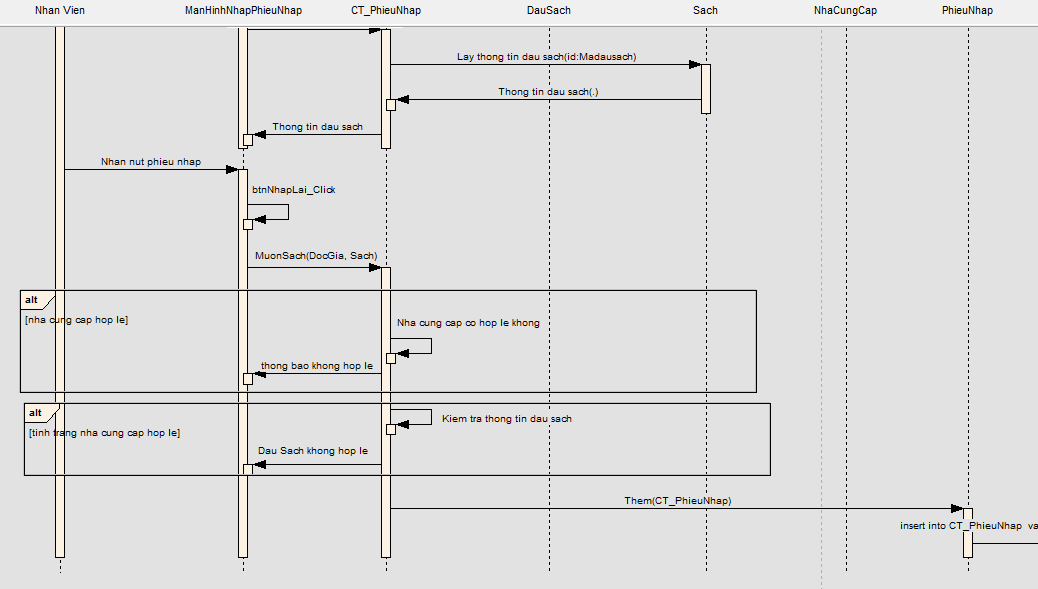 Nhan Vien
ManHinhNhapPhieuNhap
CT_PhieuNhap
DauSach
Sach
NhaCungCap
PhieuNhap
Lay thong tin dau sach(id:Madausach)
Thong tin dau sach(.)
Thong tin dau sach
Nhan nut phieu nhap
btnNhapLai_Click
MuonSach(DocGia, Sach)
alt
[nha cung cap hop le]
Nha cung cap co hop le khong
thong bao khong hop le
alt
Kiem tra thong tin dau sach
[tinh trang nha cung cap hop le]
Dau Sach khong hop le
Them(CT_PhieuNhap)
insert into CT_PhieuNhap va